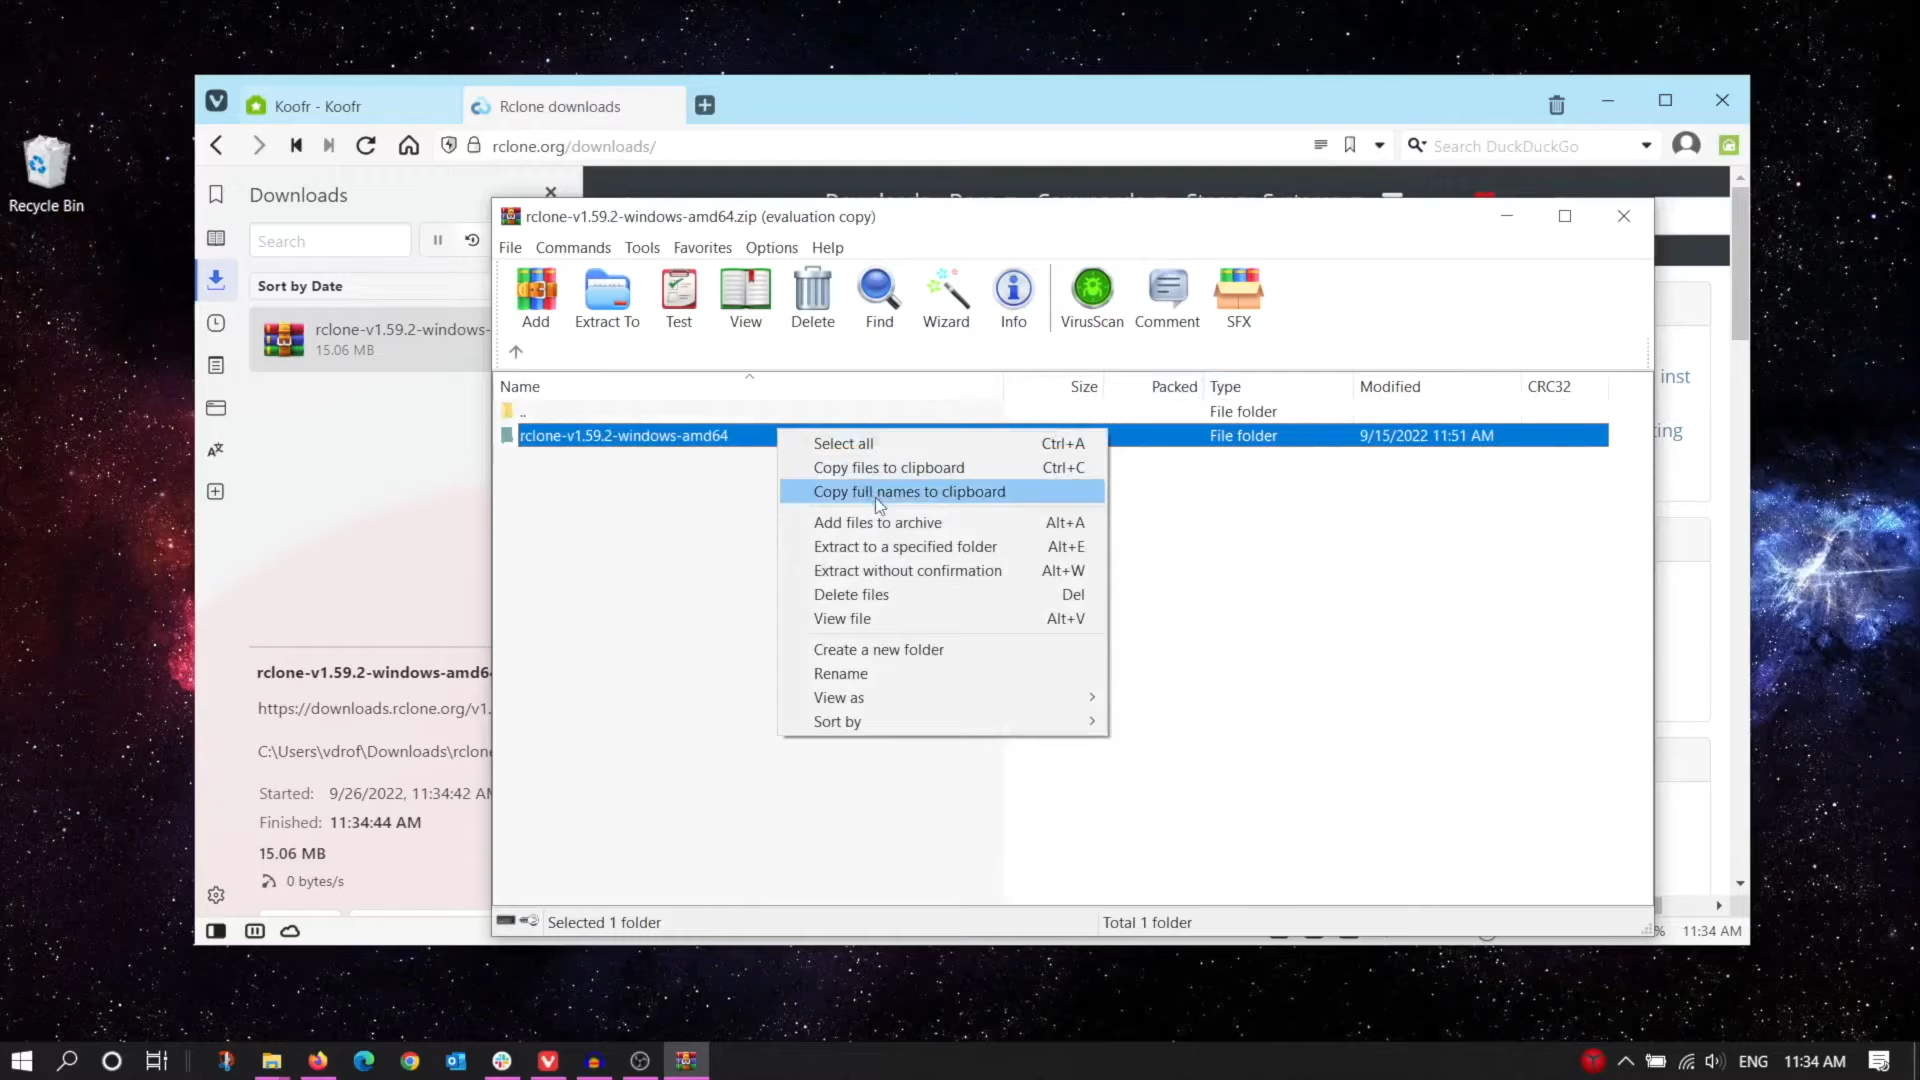 Koofr - Koofr
Rclone downloads
rclone.org/downloads/
Search DuckDuckGo
Recycle Bin
Downloads
Search
Sort by Date
rclone-v1.59.2-windows-
15.06 MB
rclone-v1.59.2-windows-amd64.zip (evaluation copy)
File Commands Tools Favorites Options Help
Add Extract To Test View Delete Find Wizard Info VirusScan Comment SFX
Name Size Packed Type Modified CRC32
.. File folder
rclone-v1.59.2-windows-amd64 File folder 9/15/2022 11:51 AM
Select all Ctrl+A
Copy files to clipboard Ctrl+C
Copy full names to clipboard
Add files to archive Alt+A
Extract to a specified folder Alt+E
Extract without confirmation Alt+W
Delete files Del
View file Alt+V
Create a new folder
Rename
View as
Sort by
inst
ting
rclone-v1.59.2-windows-amd64
https://downloads.rclone.org/v1.
C:\Users\vdrof\Downloads\rclone
Started: 9/26/2022, 11:34:42 AM
Finished: 11:34:44 AM
15.06 MB
0 bytes/s
Selected 1 folder
Total 1 folder
% 11:34 AM
ENG 11:34 AM